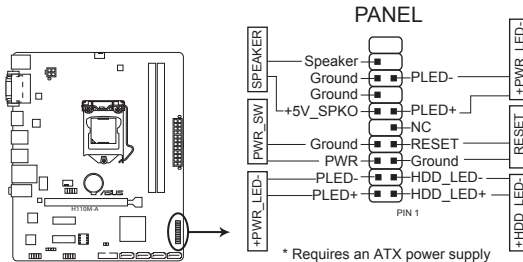 PANEL
SPEAKER
PWR_SW
+PWR_LED-
Speaker
Ground
Ground
+5V_SPKO
Ground
PWR
PLED-
PLED+
PLED-
PLED+
NC
RESET
Ground
HDD_LED-
HDD_LED+
PIN 1
+PWR_LED-
RESET
+HDD_LED-
/SUS
H110M-A
* Requires an ATX power supply